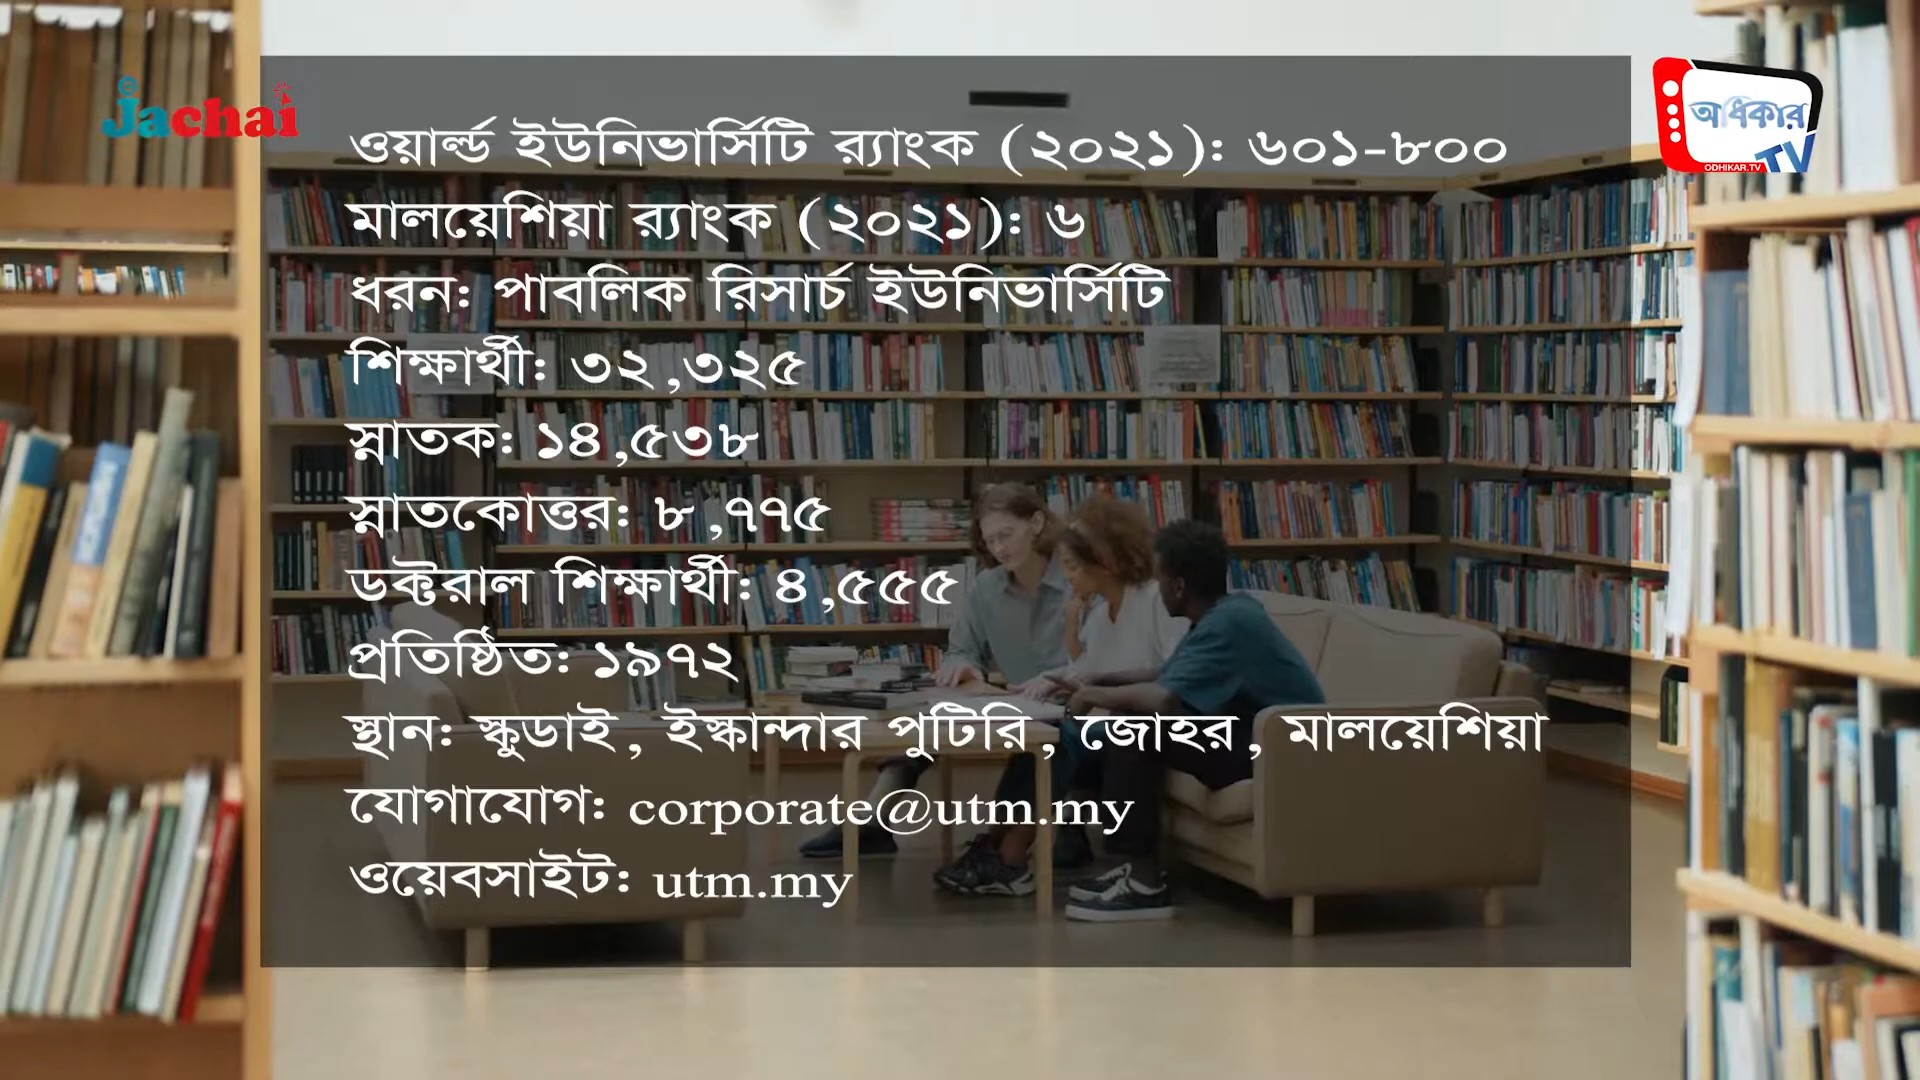 Jachai
অধিকার
TV
ODHIKAR.TV
ওয়ার্ল্ড ইউনিভার্সিটি র‍্যাংক (২০২১): ৬০১-৮০০
মালয়েশিয়া র‍্যাংক (২০২১): ৬
ধরন: পাবলিক রিসার্চ ইউনিভার্সিটি
শিক্ষার্থী: ৩২,৩২৫
স্নাতক: ১৪,৫৩৮
স্নাতকোত্তর: ৮,৭৭৫
ডক্টরাল শিক্ষার্থী: ৪,৫৫৫
প্রতিষ্ঠিত: ১৯৭২
স্থান: স্কুডাই, ইস্কান্দার পুটিরি, জোহর, মালয়েশিয়া
যোগাযোগ: corporate@utm.my
ওয়েবসাইট: utm.my